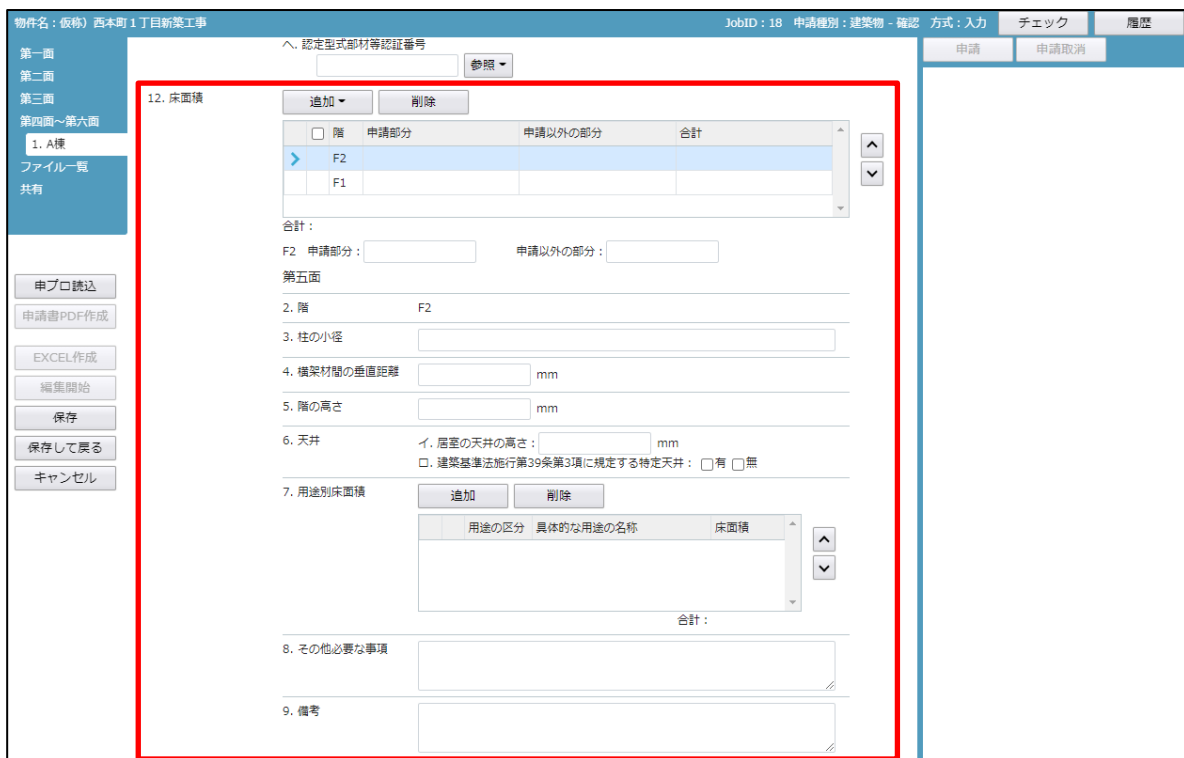 物件名：仮称）西本町１丁目新築工事 JobID：18 申請種別：建築物 - 確認 方式：入力 チェック 履歴
申請 申請取消
第一面
第二面
第三面
第四面～第六面
1. A棟
ファイル一覧
共有
申プロ読込
申請書PDF作成
EXCEL作成
編集開始
保存
保存して戻る
キャンセル
ヘ. 認定型式部材等認証番号
参照
12. 床面積 追加 削除
階 申請部分 申請以外の部分 合計
F2
F1
合計：
F2 申請部分： 申請以外の部分：
第五面
2. 階 F2
3. 柱の小径
4. 横架材間の垂直距離 mm
5. 階の高さ mm
6. 天井 イ. 居室の天井の高さ： mm
ロ. 建築基準法施行第39条第3項に規定する特定天井： 有 無
7. 用途別床面積 追加 削除
用途の区分 具体的な用途の名称 床面積
合計：
8. その他必要な事項
9. 備考